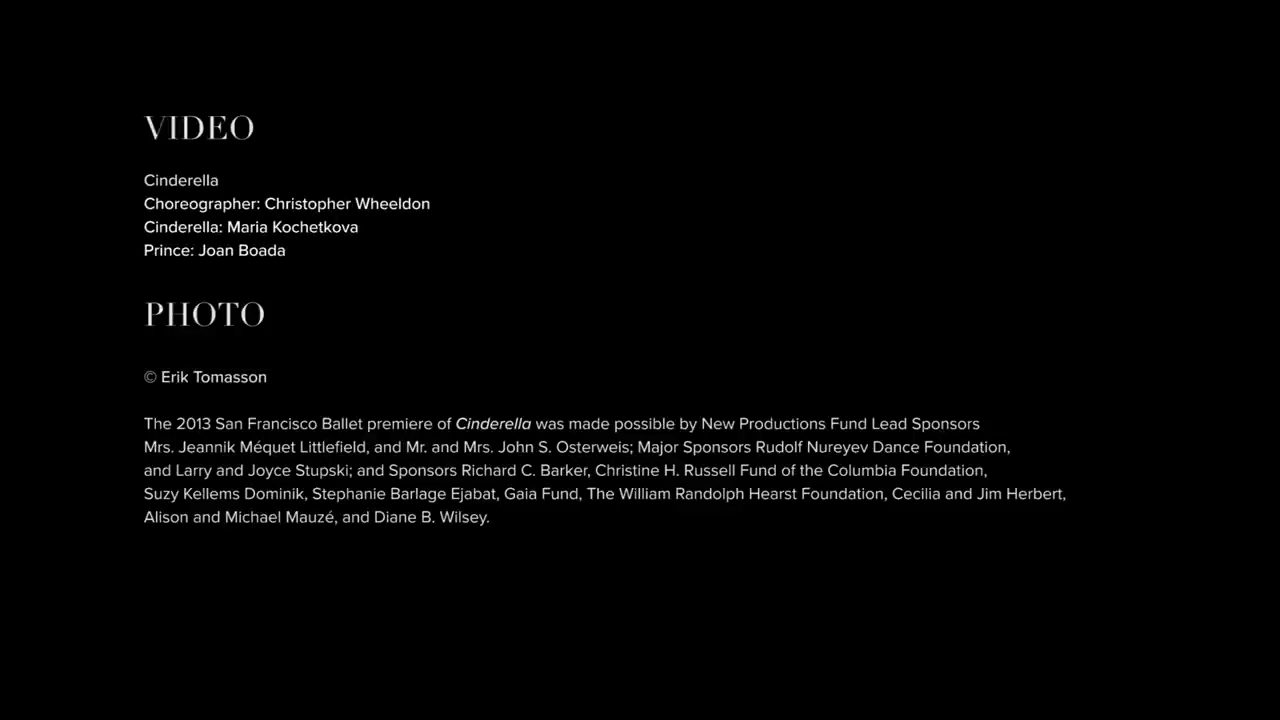 VIDEO
Cinderella
Choreographer: Christopher Wheeldon
Cinderella: Maria Kochetkova
Prince: Joan Boada
PHOTO
© Erik Tomasson
The 2013 San Francisco Ballet premiere of Cinderella was made possible by New Productions Fund Lead Sponsors
Mrs. Jeannik Méquet Littlefield, and Mr. and Mrs. John S. Osterweis; Major Sponsors Rudolf Nureyev Dance Foundation,
and Larry and Joyce Stupski; and Sponsors Richard C. Barker, Christine H. Russell Fund of the Columbia Foundation,
Suzy Kellems Dominik, Stephanie Barlage Ejabat, Gaia Fund, The William Randolph Hearst Foundation, Cecilia and Jim Herbert,
Alison and Michael Mauzé, and Diane B. Wilsey.